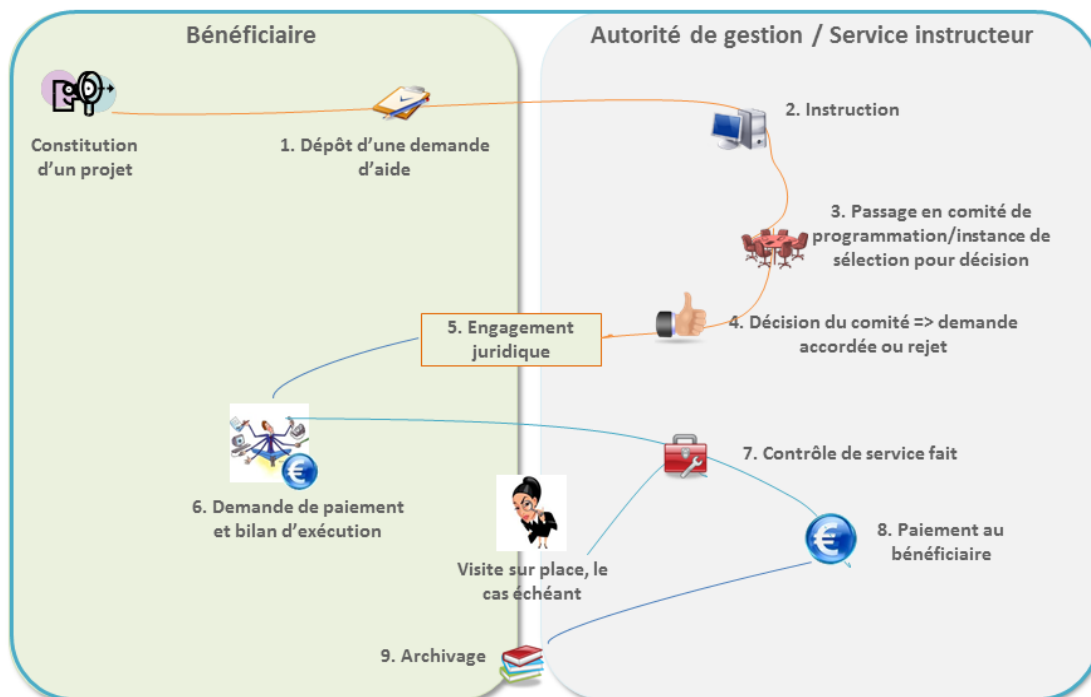 Bénéficiaire
Autorité de gestion / Service instructeur
Constitution
d’un projet
1. Dépôt d’une demande
d’aide
2. Instruction
3. Passage en comité de
programmation/instance de
sélection pour décision
4. Décision du comité => demande
accordée ou rejet
5. Engagement
juridique
6. Demande de paiement
et bilan d’exécution
7. Contrôle de service fait
Visite sur place, le
cas échéant
8. Paiement au
bénéficiaire
9. Archivage